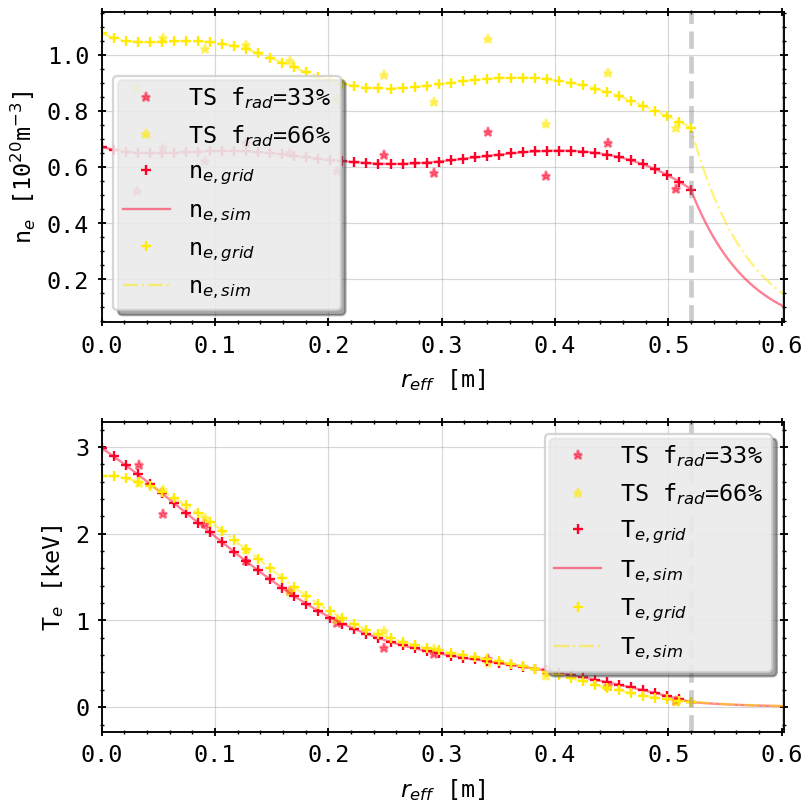 n_e [10^20 m^-3]
1.0
0.8
0.6
0.4
0.2
TS f_rad=33%
TS f_rad=66%
n_e,grid
n_e,sim
n_e,grid
n_e,sim
0.0 0.1 0.2 0.3 0.4 0.5 0.6
r_eff [m]
T_e [keV]
3
2
1
0
TS f_rad=33%
TS f_rad=66%
T_e,grid
T_e,sim
T_e,grid
T_e,sim
0.0 0.1 0.2 0.3 0.4 0.5 0.6
r_eff [m]